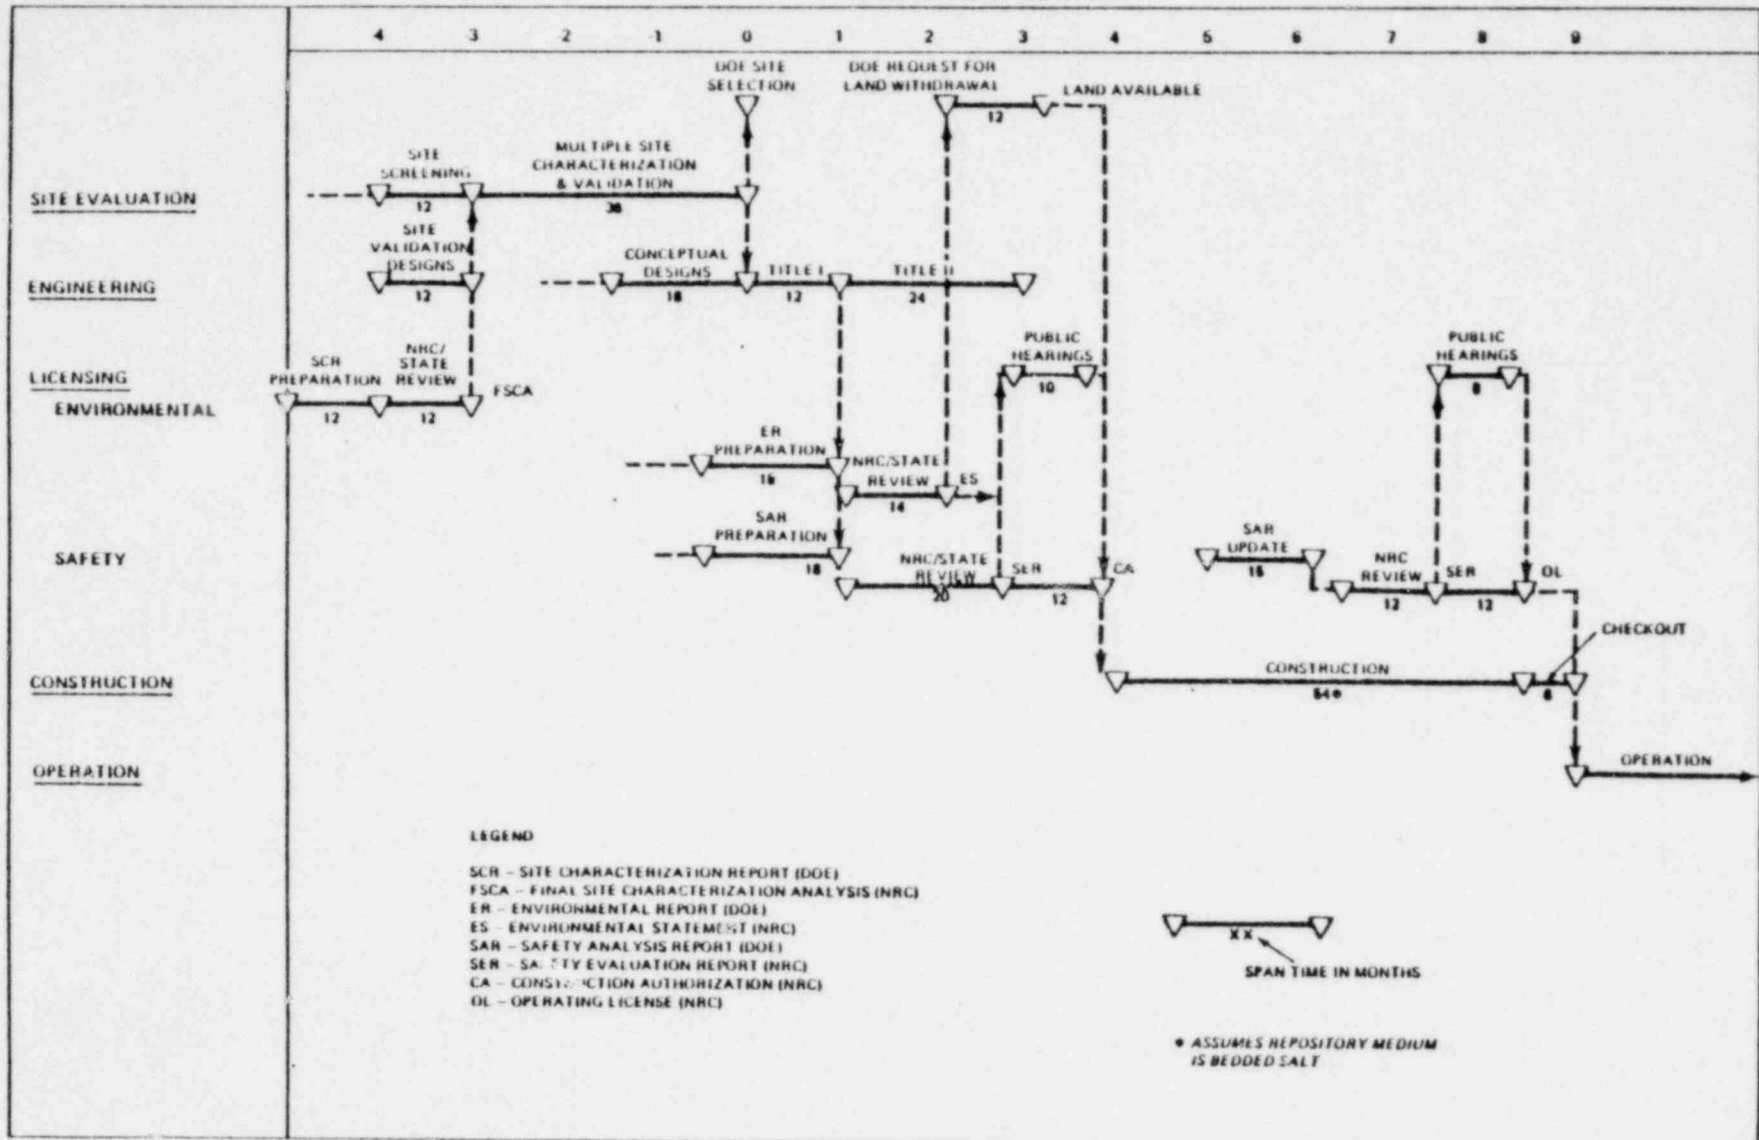 4 3 2 1 0 1 2 3 4 5 6 7 8 9
DOE SITE
SELECTION
DOE REQUEST FOR
LAND WITHDRAWAL
12
LAND AVAILABLE
SITE EVALUATION
SITE
SCREENING
12
MULTIPLE SITE
CHARACTERIZATION
& VALIDATION
ENGINEERING
SITE
VALIDATION
DESIGNS
12
CONCEPTUAL
DESIGNS
18
TITLE I
12
TITLE II
24
LICENSING
ENVIRONMENTAL
SCR
PREPARATION
12
NRC/
STATE
REVIEW
12
FSCA
PUBLIC
HEARINGS
10
PUBLIC
HEARINGS
8
ER
PREPARATION
NRC/STATE
REVIEW
14
ES
SAFETY
SAR
PREPARATION
18
NRC/STATE
REVIEW
20
SER
12
CA
SAR
UPDATE
NRC
REVIEW
12
SER
12
OL
CHECKOUT
CONSTRUCTION
CONSTRUCTION
54*
6
OPERATION
OPERATION
LEGEND
SCR – SITE CHARACTERIZATION REPORT (DOE)
FSCA – FINAL SITE CHARACTERIZATION ANALYSIS (NRC)
ER – ENVIRONMENTAL REPORT (DOE)
ES – ENVIRONMENTAL STATEMENT (NRC)
SAR – SAFETY ANALYSIS REPORT (DOE)
SER – SAFETY EVALUATION REPORT (NRC)
CA – CONSTRUCTION AUTHORIZATION (NRC)
OL – OPERATING LICENSE (NRC)
XX
SPAN TIME IN MONTHS
* ASSUMES REPOSITORY MEDIUM
IS BEDDED SALT